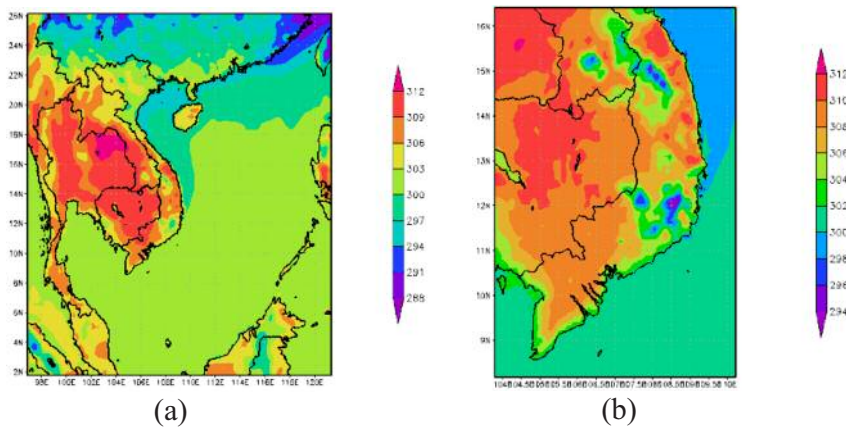 26N
24N
22N
20N
18N
16N
14N
12N
10N
8N
6N
4N
2N
98E 100E 102E 104E 106E 108E 110E 112E 114E 116E 118E 120E
312
309
306
303
300
297
294
291
288
(a)
16N
15N
14N
13N
12N
11N
10N
9N
312
310
308
306
304
302
300
298
296
294
(b)